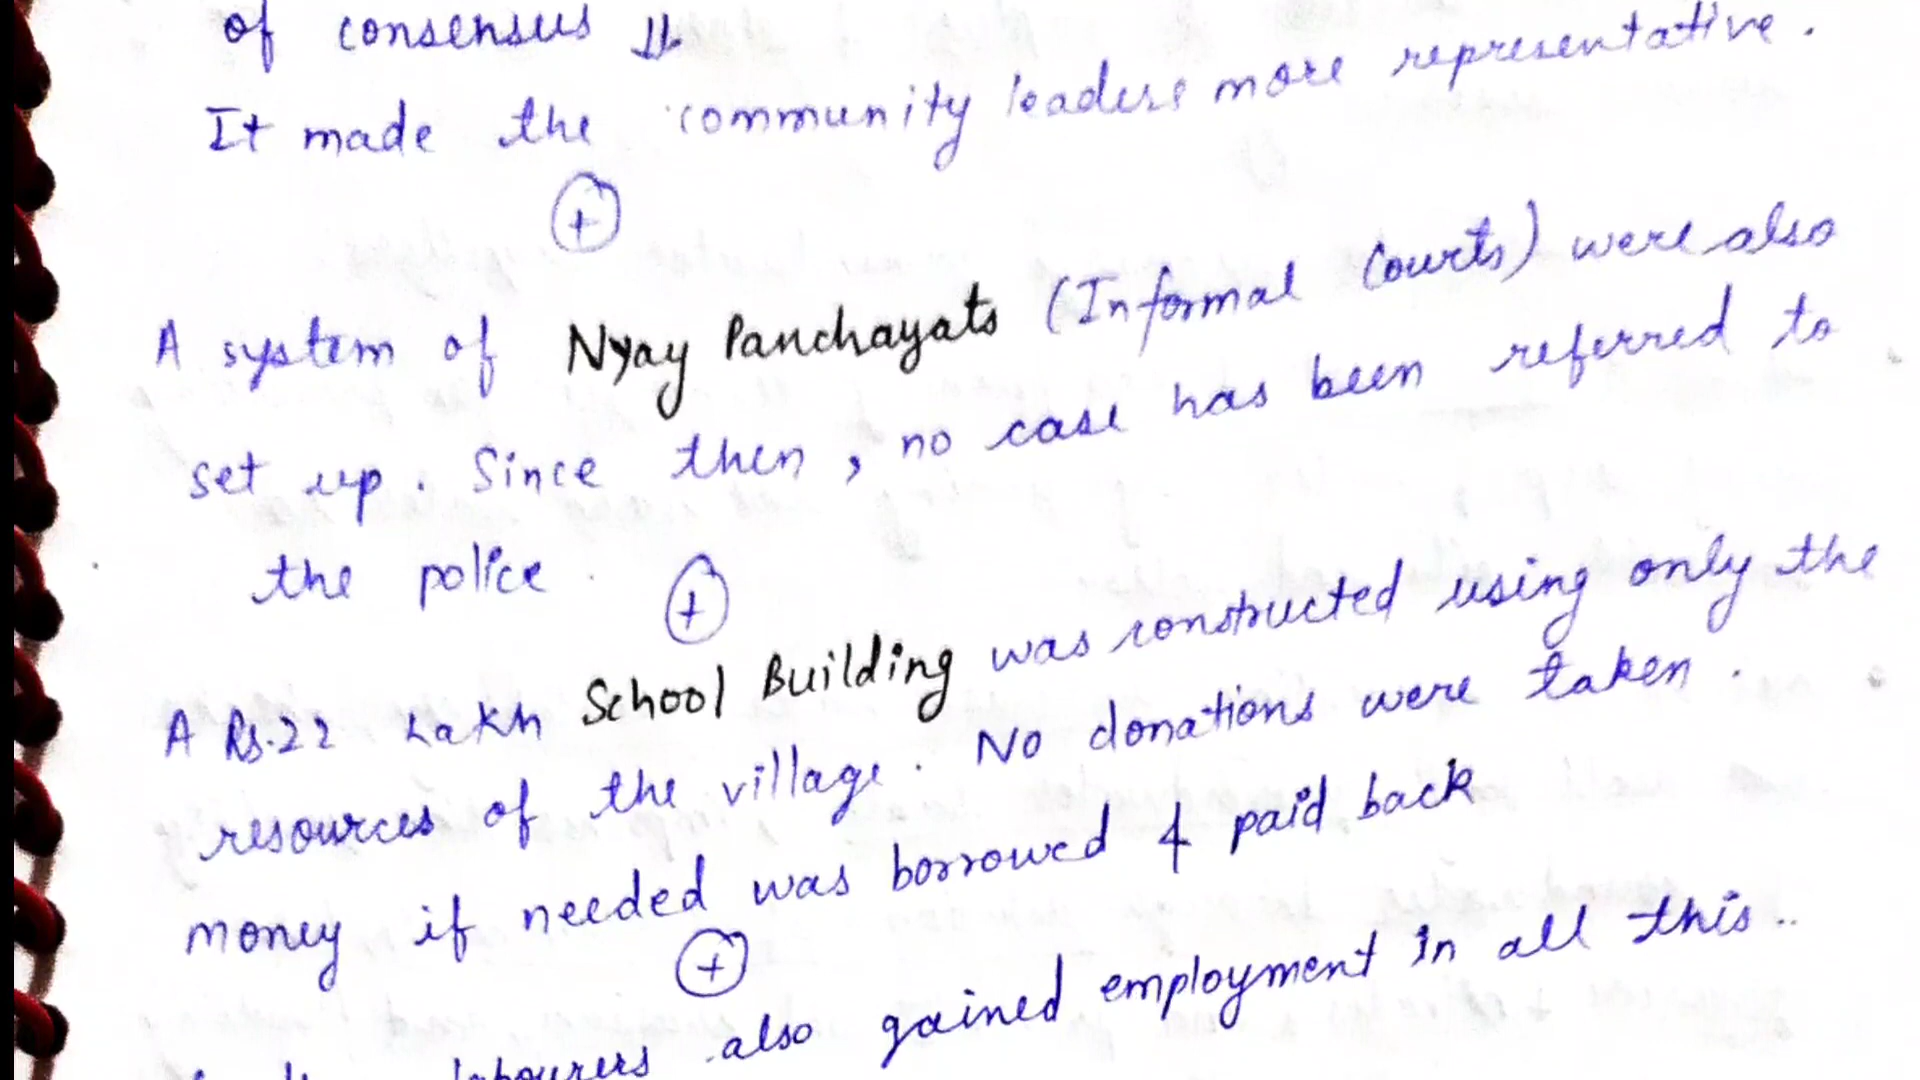 of consensus ⇓
It made the community leaders more representative.
+
A system of Nyay Panchayats (Informal Courts) were also
set up. Since then, no case has been referred to
the police.
+
A Rs.22 Lakh School Building was constructed using only the
resources of the village. No donations were taken.
money if needed was borrowed & paid back
+
labourers also gained employment in all this..